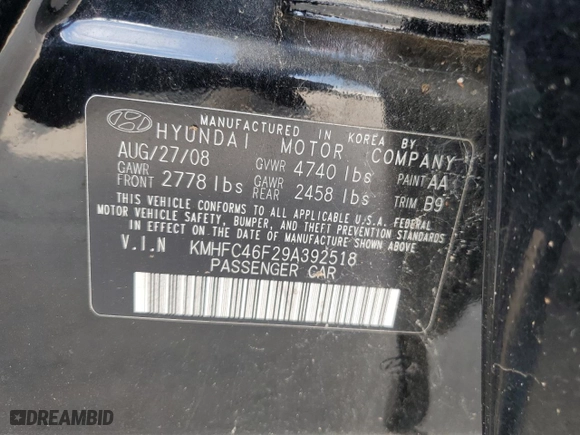 MANUFACTURED IN KOREA BY
HYUNDAI MOTOR COMPANY
AUG/27/08 GVWR 4740 lbs PAINT AA
GAWR FRONT 2778 lbs GAWR REAR 2458 lbs TRIM B9
THIS VEHICLE CONFORMS TO ALL APPLICABLE U.S.A. FEDERAL
MOTOR VEHICLE SAFETY, BUMPER, AND THEFT PREVENTION STANDARDS
IN EFFECT ON THE DATE OF MANUFACTURE SHOWN ABOVE.
V.I.N KMHFC46F29A392518
PASSENGER CAR
DREAMBID